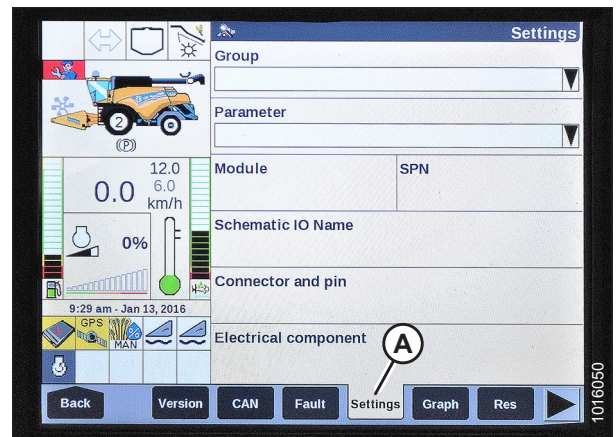 Settings
Group
Parameter
2
(P)
12.0
6.0
0.0 km/h
Module SPN
0%
Schematic IO Name
Connector and pin
9:29 am - Jan 13, 2016
GPS
MAN
%
Electrical component
A
Back Version CAN Fault Settings Graph Res
1016050